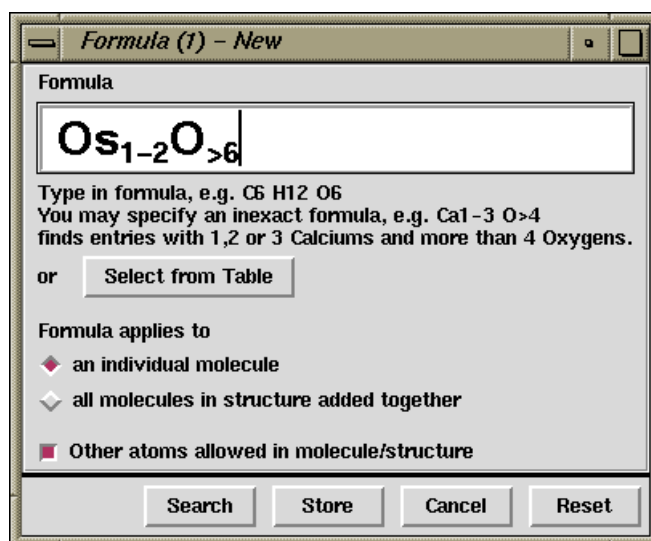 Formula (1) – New
Formula
Os₁₋₂O>₆
Type in formula, e.g. C6 H12 O6
You may specify an inexact formula, e.g. Ca1-3 O>4
finds entries with 1,2 or 3 Calciums and more than 4 Oxygens.
or Select from Table
Formula applies to
an individual molecule
all molecules in structure added together
Other atoms allowed in molecule/structure
Search Store Cancel Reset